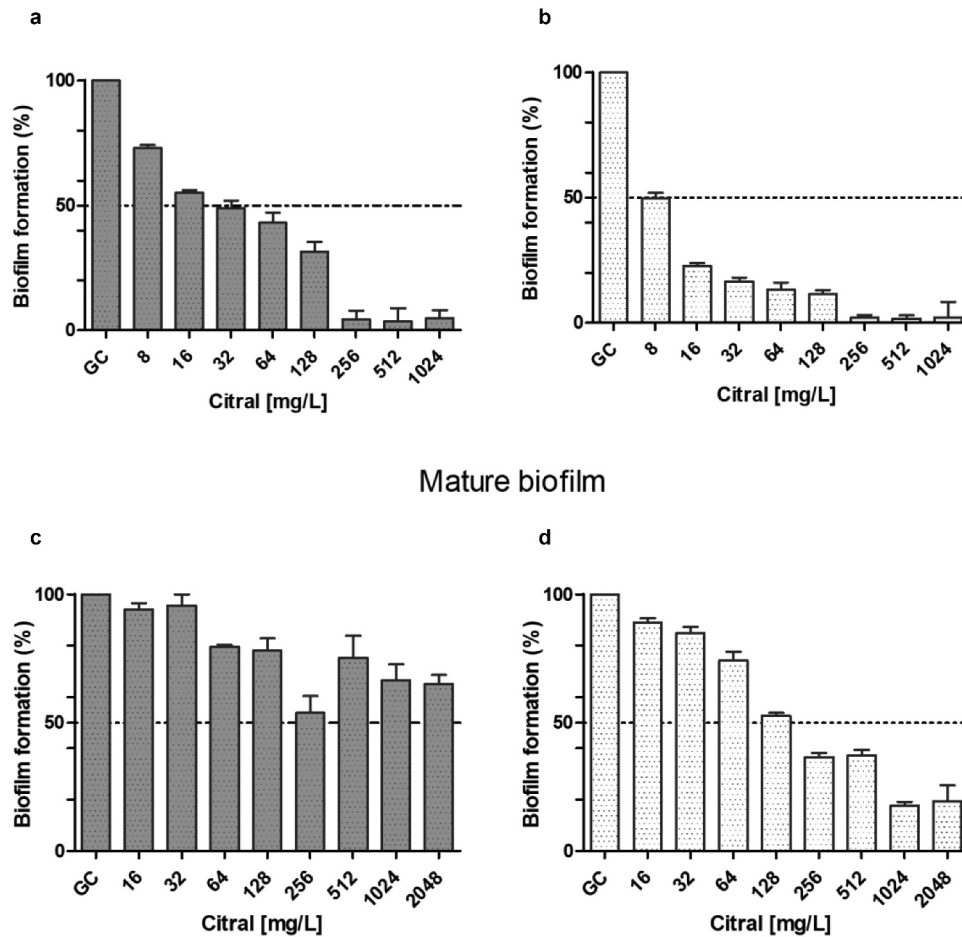 a
b
Biofilm formation (%)
100
50
0
GC 8 16 32 64 128 256 512 1024
Citral [mg/L]
Biofilm formation (%)
100
50
0
GC 8 16 32 64 128 256 512 1024
Citral [mg/L]
Mature biofilm
c
d
Biofilm formation (%)
100
50
0
GC 16 32 64 128 256 512 1024 2048
Citral [mg/L]
Biofilm formation (%)
100
50
0
GC 16 32 64 128 256 512 1024 2048
Citral [mg/L]